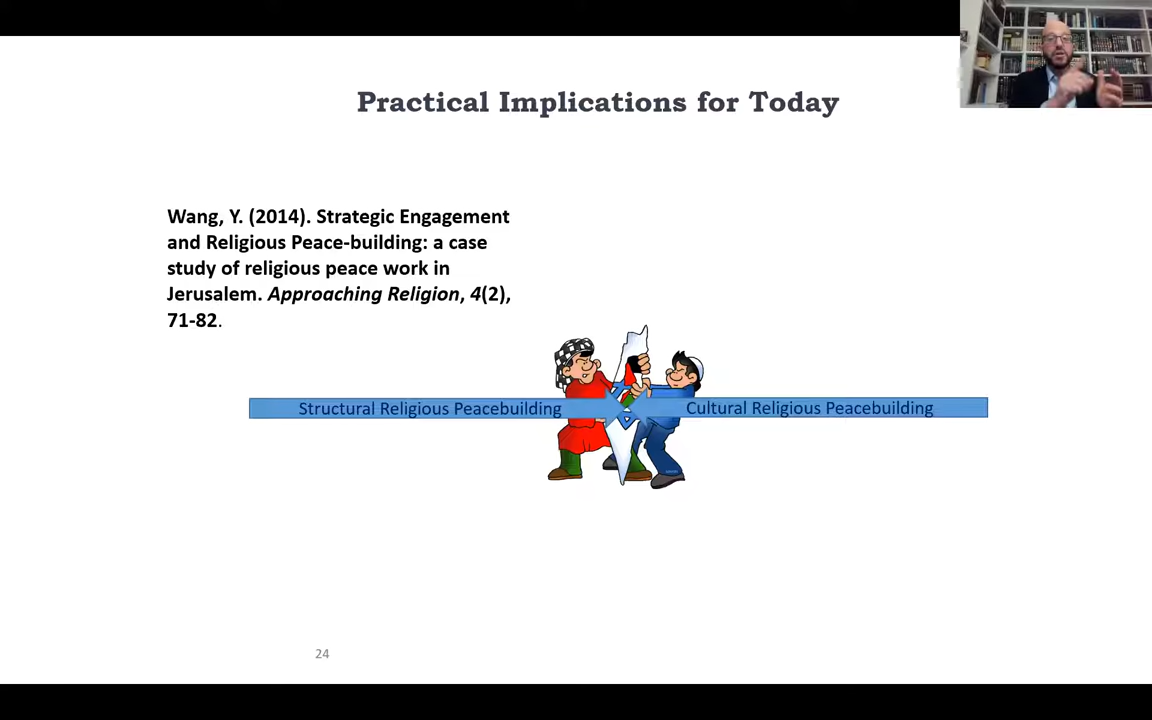 Practical Implications for Today
Wang, Y. (2014). Strategic Engagement
and Religious Peace-building: a case
study of religious peace work in
Jerusalem. Approaching Religion, 4(2),
71-82.
Structural Religious Peacebuilding
Cultural Religious Peacebuilding
24